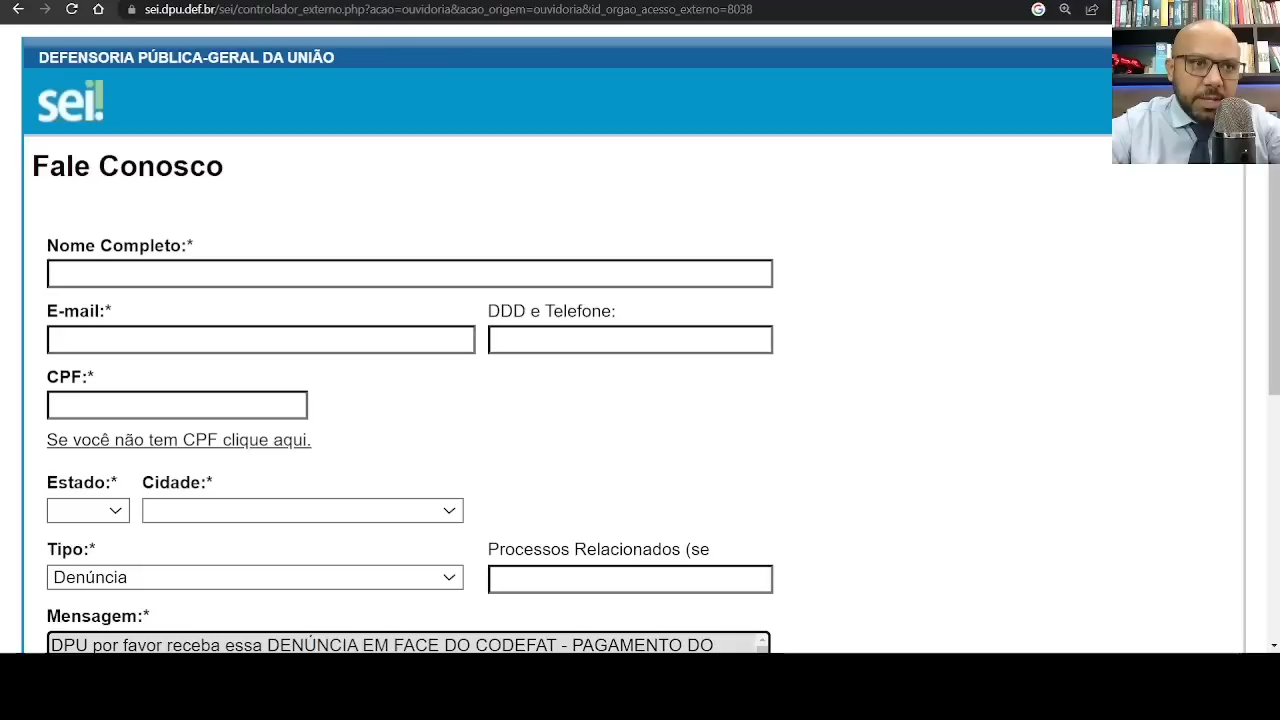 sei.dpu.def.br/sei/controlador_externo.php?acao=ouvidoria&acao_origem=ouvidoria&id_orgao_acesso_externo=8038
DEFENSORIA PÚBLICA-GERAL DA UNIÃO
sei!
Fale Conosco
Nome Completo:*
E-mail:* DDD e Telefone:
CPF:*
Se você não tem CPF clique aqui.
Estado:* Cidade:*
Tipo:* Processos Relacionados (se
Denúncia
Mensagem:*
DPU por favor receba essa DENÚNCIA EM FACE DO CODEFAT - PAGAMENTO DO